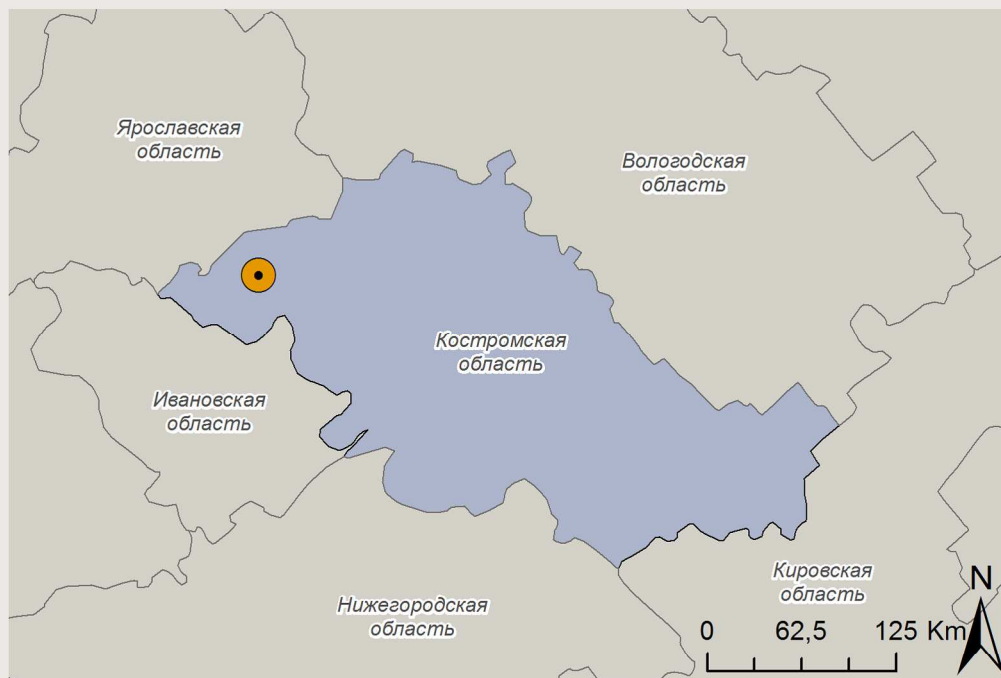 Ярославская
область
Вологодская
область
Костромская
область
Ивановская
область
Кировская
область
Нижегородская
область
N
0 62,5 125 Km